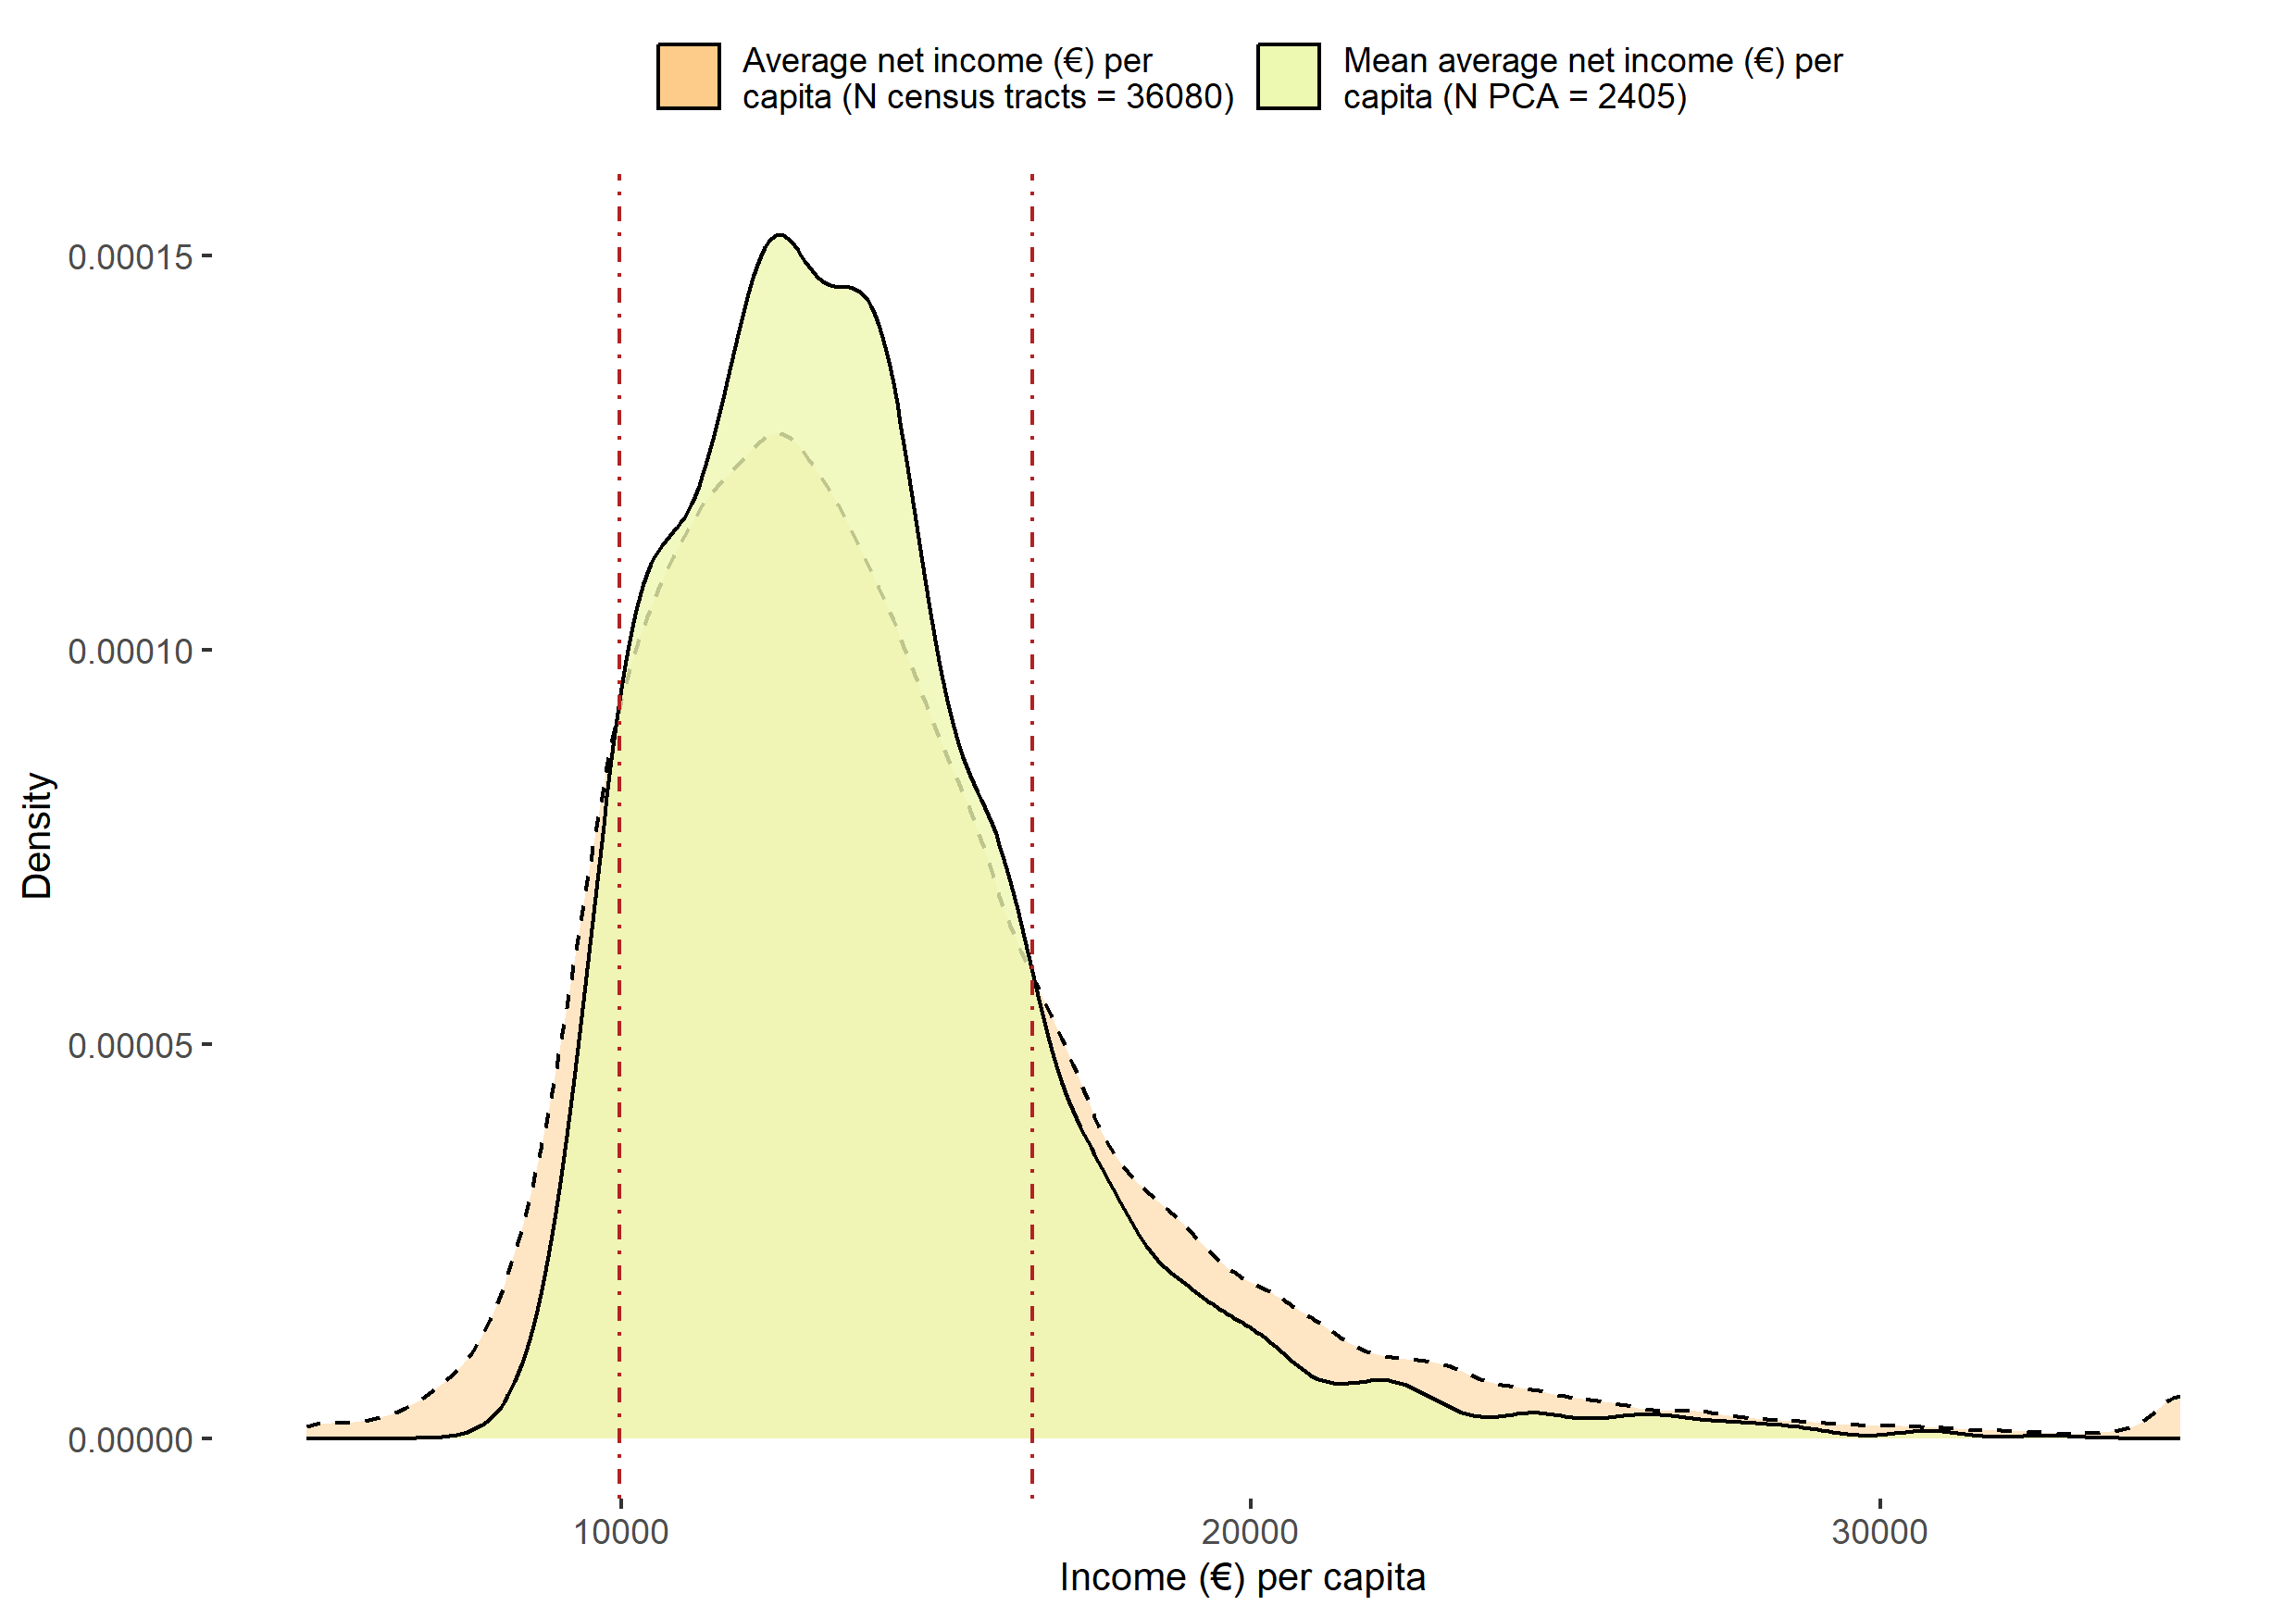 Average net income (€) per
capita (N census tracts = 36080)
Mean average net income (€) per
capita (N PCA = 2405)
0.00015
0.00010
0.00005
0.00000
Density
10000
20000
30000
Income (€) per capita